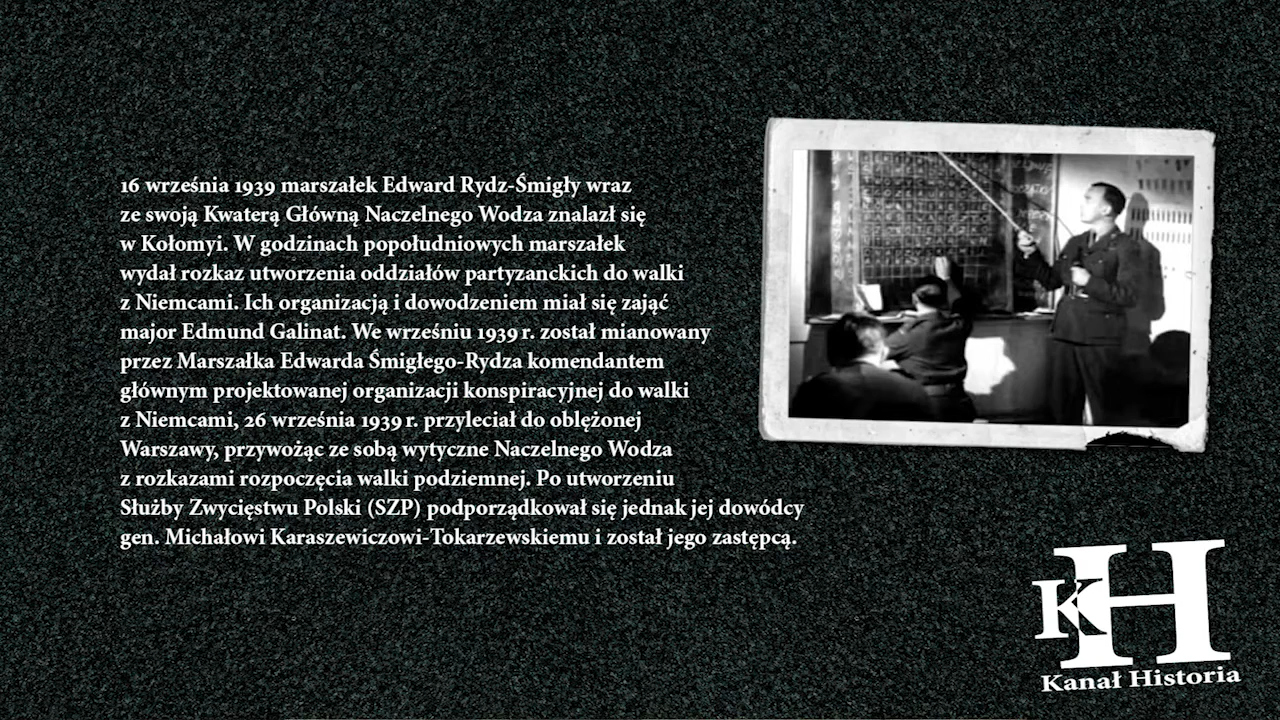 16 września 1939 marszałek Edward Rydz-Śmigły wraz
ze swoją Kwaterą Główną Naczelnego Wodza znalazł się
w Kołomyi. W godzinach popołudniowych marszałek
wydał rozkaz utworzenia oddziałów partyzanckich do walki
z Niemcami. Ich organizacją i dowodzeniem miał się zająć
major Edmund Galinat. We wrześniu 1939 r. został mianowany
przez Marszałka Edwarda Śmigłego-Rydza komendantem
głównym projektowanej organizacji konspiracyjnej do walki
z Niemcami, 26 września 1939 r. przyleciał do oblężonej
Warszawy, przywożąc ze sobą wytyczne Naczelnego Wodza
z rozkazami rozpoczęcia walki podziemnej. Po utworzeniu
Służby Zwycięstwu Polski (SZP) podporządkował się jednak jej dowódcy
gen. Michałowi Karaszewiczowi-Tokarzewskiemu i został jego zastępcą.
KH
Kanał Historia